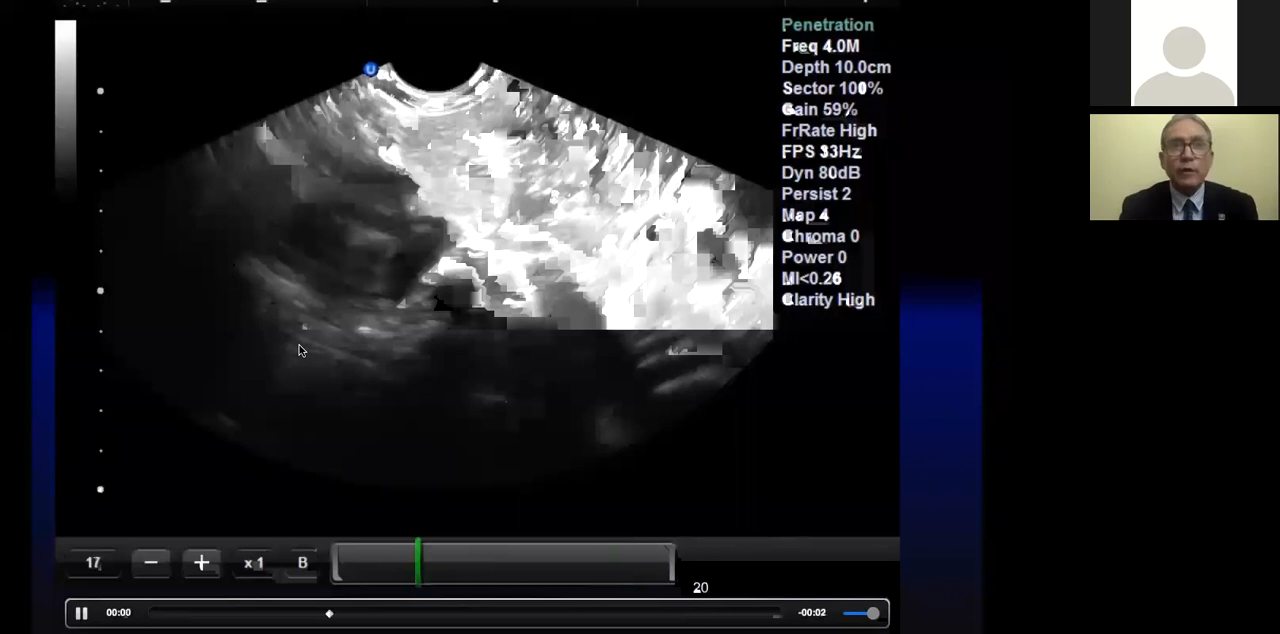 U
Penetration
Freq 4.0M
Depth 10.0cm
Sector 100%
Gain 59%
FrRate High
FPS 33Hz
Dyn 80dB
Persist 2
Map 4
Chroma 0
Power 0
MI<0.26
Clarity High
17
x 1
B
20
00:00
-00:02